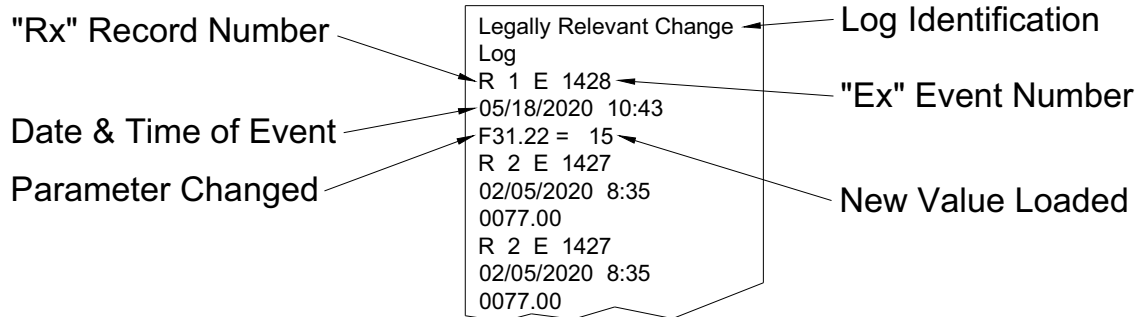 "Rx" Record Number
Date & Time of Event
Parameter Changed
Legally Relevant Change
Log
R 1 E 1428
05/18/2020 10:43
F31.22 = 15
R 2 E 1427
02/05/2020 8:35
0077.00
R 2 E 1427
02/05/2020 8:35
0077.00
Log Identification
"Ex" Event Number
New Value Loaded